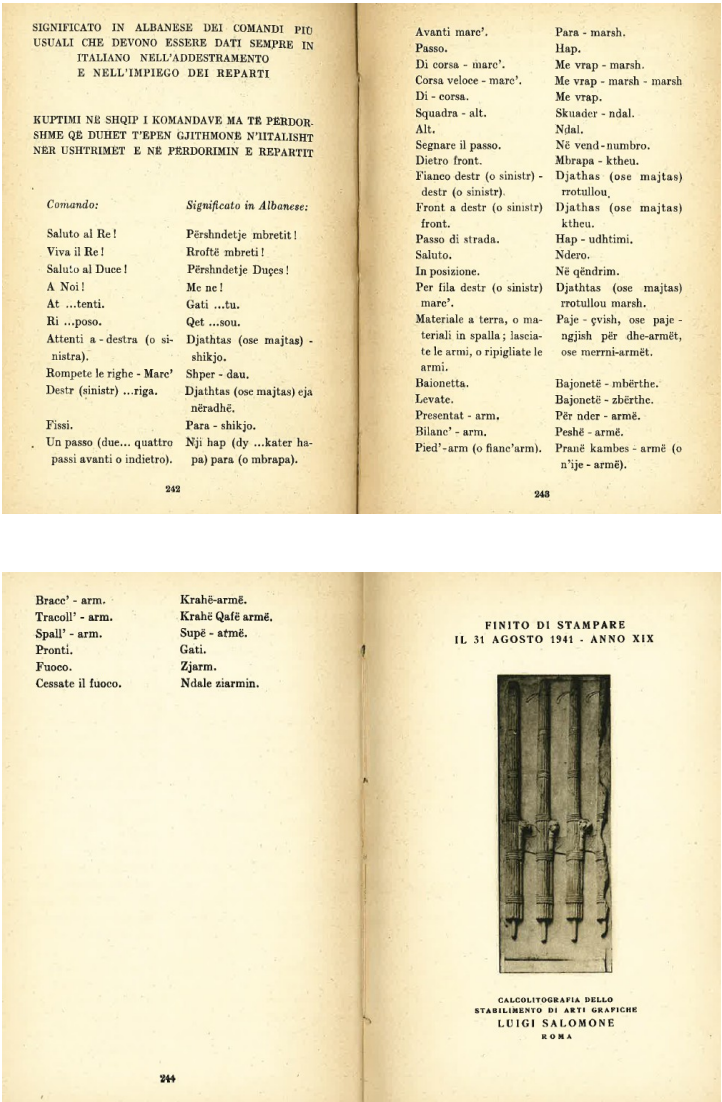 SIGNIFICATO IN ALBANESE DEI COMANDI PIÙ
USUALI CHE DEVONO ESSERE DATI SEMPRE IN
ITALIANO NELL'ADDESTRAMENTO
E NELL'IMPIEGO DEI REPARTI
KUPTIMI NË SHQIP I KOMANDAVE MA TË PËRDOR-
SHME QË DUHET T'EPEN GJITHMONË N'IITALISHT
NËR USHTRIMET E NË PËRDORIMIN E REPARTIT
Comando: Significato in Albanese:
Saluto al Re! Përshndetje mbretit!
Viva il Re! Rroftë mbreti!
Saluto al Duce! Përshndetje Duçes!
A Noi! Me ne!
At ...tenti. Gati ...tu.
Ri ...poso. Qet ...sou.
Attenti a - destra (o si- Djathtas (ose majtas) -
nistra). shikjo.
Rompete le righe - Marc' Shper - dau.
Destr (sinistr) ...riga. Djathtas (ose majtas) eja
nëradhë.
Fissi. Para - shikjo.
Un passo (due... quattro Nji hap (dy ...kater ha-
passi avanti o indietro). pa) para (o mbrapa).
242
Avanti marc'. Para - marsh.
Passo. Hap.
Di corsa - marc'. Me vrap - marsh.
Corsa veloce - marc'. Me vrap - marsh - marsh
Di - corsa. Me vrap.
Squadra - alt. Skuader - ndal.
Alt. Ndal.
Segnare il passo. Në vend - numbro.
Dietro front. Mbrapa - ktheu.
Fianco destr (o sinistr) - Djathas (ose majtas)
destr (o sinistr). rrotullou.
Front a destr (o sinistr) Djathas (ose majtas)
front. ktheu.
Passo di strada. Hap - udhtimi.
Saluto. Ndero.
In posizione. Në qëndrim.
Per fila destr (o sinistr) Djathtas (ose majtas)
marc'. rrotullou marsh.
Materiale a terra, o ma- Paje - çvish, ose paje -
teriali in spalla; lascia- ngjish për dhe-armët,
te le armi, o ripigliate le ose merrni-armët.
armi.
Baionetta. Bajonetë - mbërthe.
Levate. Bajonetë - zbërthe.
Presentat - arm. Për nder - armë.
Bilanc' - arm. Peshë - armë.
Pied'-arm (o fianc'arm). Pranë kambes - armë (o
n'ije - armë).
243
Bracc' - arm. Krahë-armë.
Tracoll' - arm. Krahë Qafë armë.
Spall' - arm. Supë - armë.
Pronti. Gati.
Fuoco. Zjarm.
Cessate il fuoco. Ndale ziarmin.
244
FINITO DI STAMPARE
IL 31 AGOSTO 1941 - ANNO XIX
CALCOLITOGRAFIA DELLO
STABILIMENTO DI ARTI GRAFICHE
LUIGI SALOMONE
ROMA